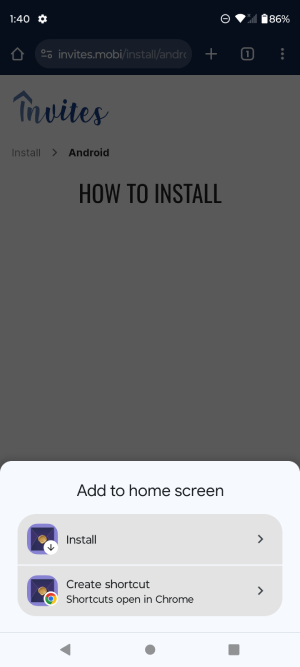 1:40
86%
invites.mobi/install/andro
Invites
Install > Android
HOW TO INSTALL
Add to home screen
Install
Create shortcut
Shortcuts open in Chrome